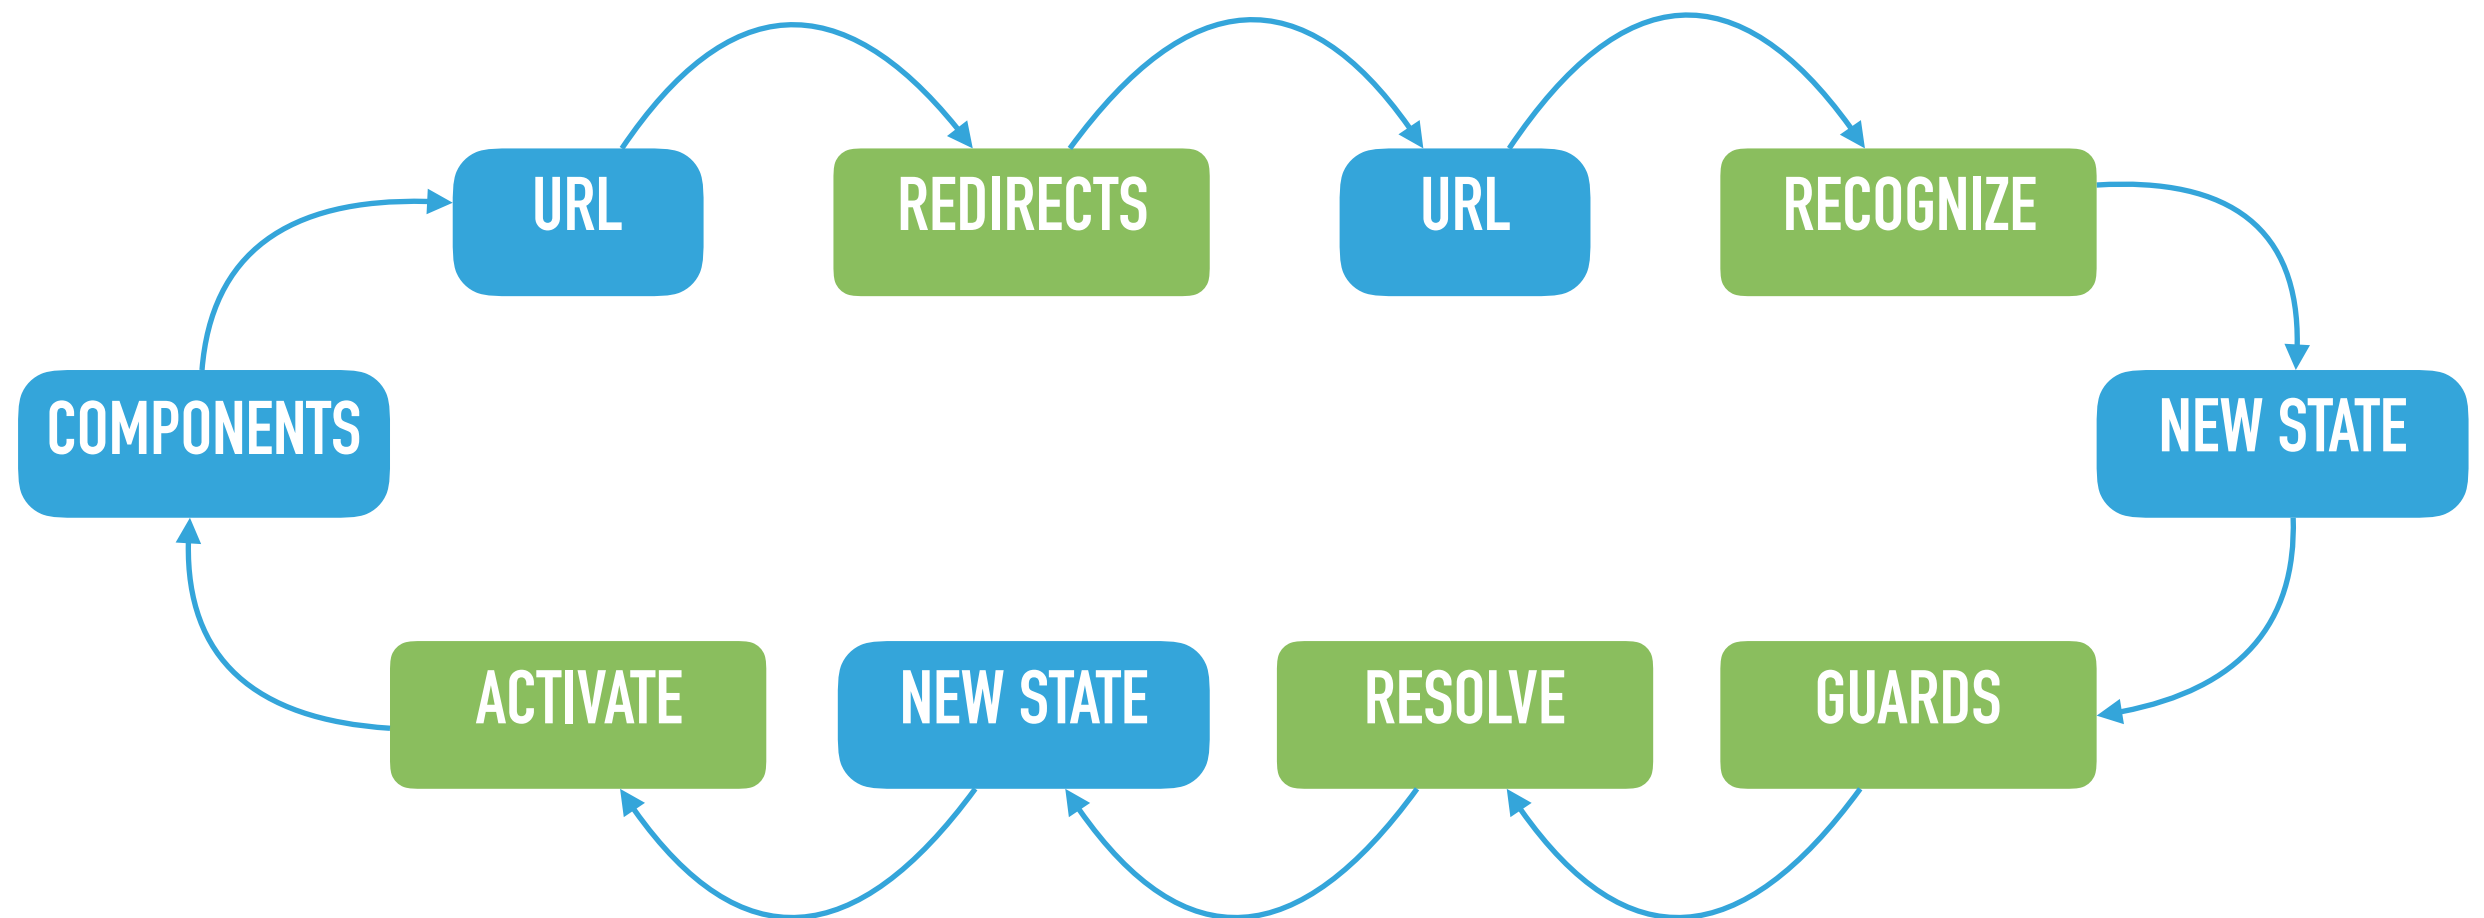 URL
REDIRECTS
URL
RECOGNIZE
COMPONENTS
NEW STATE
ACTIVATE
NEW STATE
RESOLVE
GUARDS